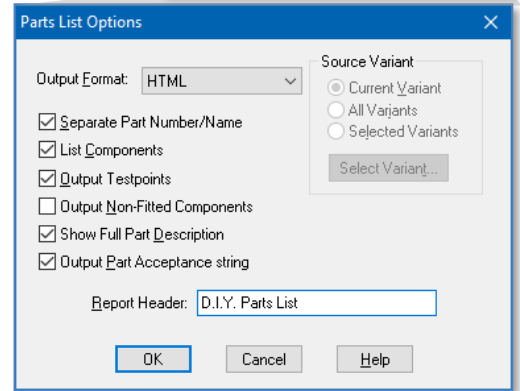 Parts List Options
Output Format: HTML
Separate Part Number/Name
List Components
Output Testpoints
Output Non-Fitted Components
Show Full Part Description
Output Part Acceptance string
Source Variant
Current Variant
All Variants
Selected Variants
Select Variant...
Report Header: D.I.Y. Parts List
OK Cancel Help